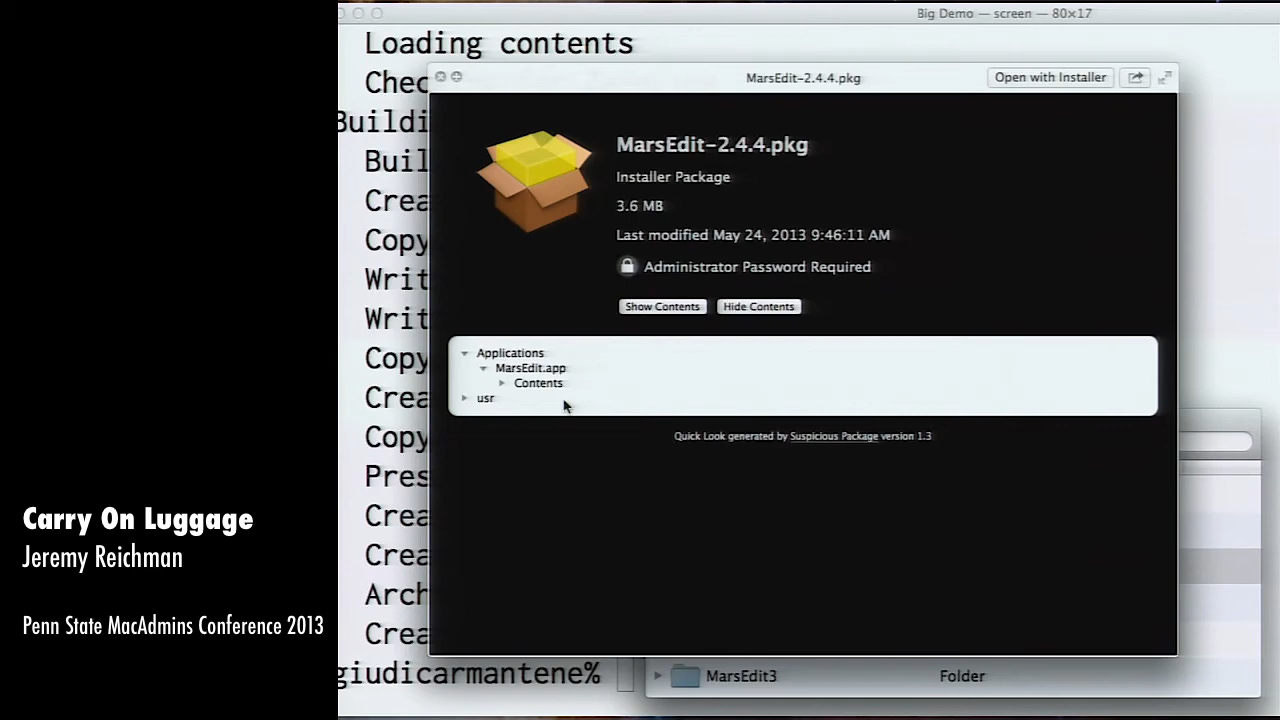 Big Demo — screen — 80×17
Loading contents
Chec
Buildi
Buil
Crea
Copy
Writ
Writ
Copy
Crea
Copy
Pres
Crea
Crea
Arch
Crea
giudicarmantene%
MarsEdit-2.4.4.pkg
Open with Installer
MarsEdit-2.4.4.pkg
Installer Package
3.6 MB
Last modified May 24, 2013 9:46:11 AM
Administrator Password Required
Show Contents
Hide Contents
Applications
MarsEdit.app
Contents
usr
Quick Look generated by Suspicious Package version 1.3
MarsEdit3 Folder
Carry On Luggage
Jeremy Reichman
Penn State MacAdmins Conference 2013